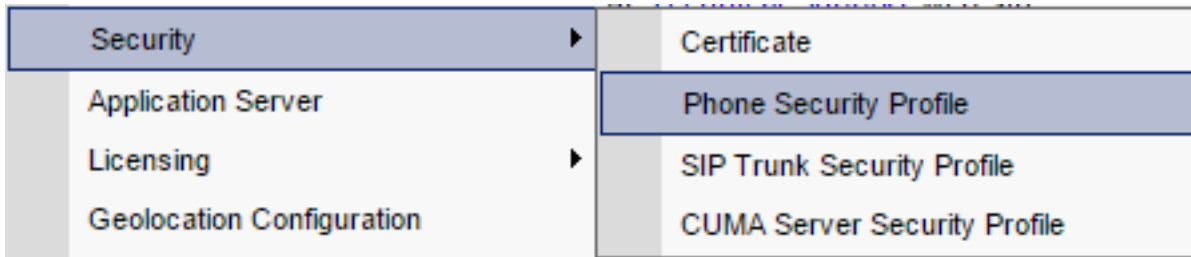 Security
Application Server
Licensing
Geolocation Configuration
Certificate
Phone Security Profile
SIP Trunk Security Profile
CUMA Server Security Profile